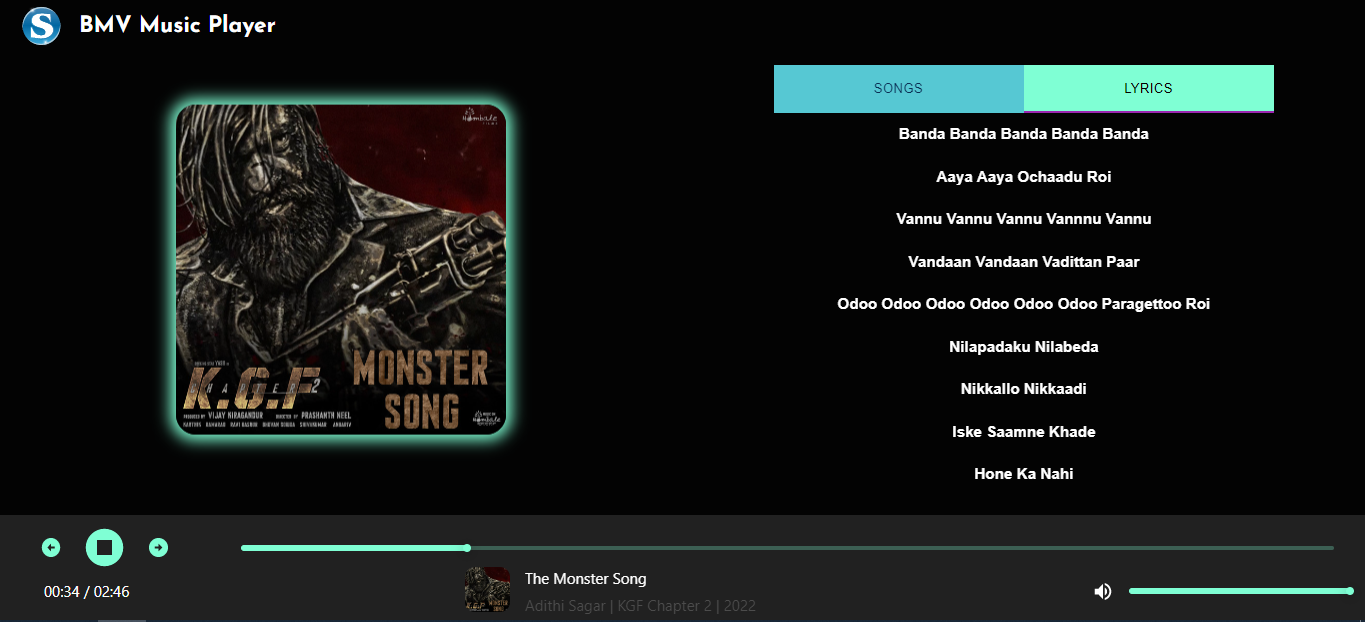 S
BMV Music Player
SONGS
LYRICS
Banda Banda Banda Banda Banda
Aaya Aaya Ochaadu Roi
Vannu Vannu Vannu Vannnu Vannu
Vandaan Vandaan Vadittan Paar
Odoo Odoo Odoo Odoo Odoo Odoo Paragettoo Roi
Nilapadaku Nilabeda
Nikkallo Nikkaadi
Iske Saamne Khade
Hone Ka Nahi
Hombale
FILMS
K.G.F
CHAPTER 2
MONSTER
SONG
PRODUCED BY VIJAY KIRAGANDUR DIRECTED BY PRASHANTH NEEL
00:34 / 02:46
The Monster Song
Adithi Sagar | KGF Chapter 2 | 2022